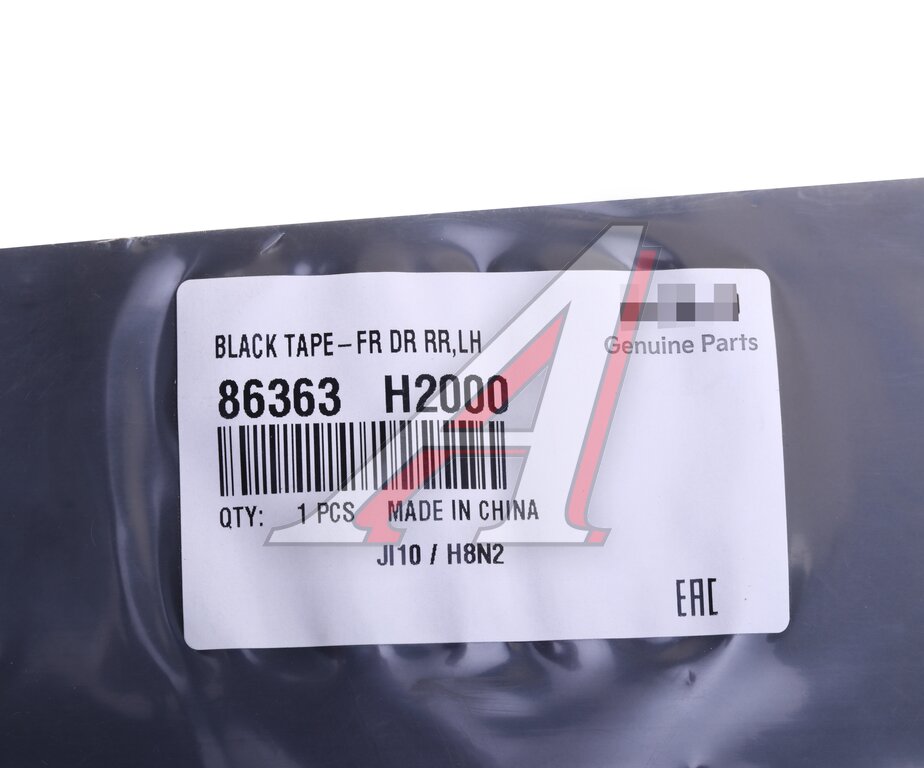 Genuine Parts
BLACK TAPE-FR DR RR,LH
86363 H2000
QTY: 1 PCS MADE IN CHINA
JI10 / H8N2
EAC